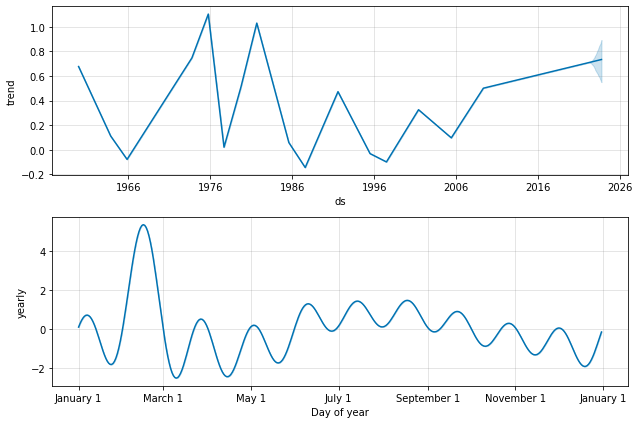 1.0
0.8
0.6
0.4
0.2
0.0
−0.2
trend
1966 1976 1986 1996 2006 2016 2026
ds
4
2
0
−2
yearly
January 1 March 1 May 1 July 1 September 1 November 1 January 1
Day of year